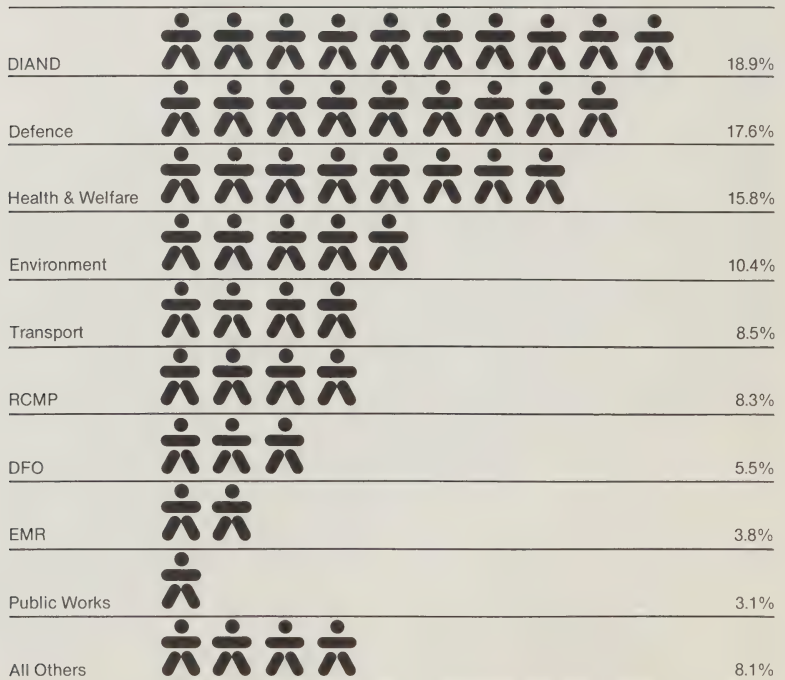 DIAND 18.9%
Defence 17.6%
Health & Welfare 15.8%
Environment 10.4%
Transport 8.5%
RCMP 8.3%
DFO 5.5%
EMR 3.8%
Public Works 3.1%
All Others 8.1%